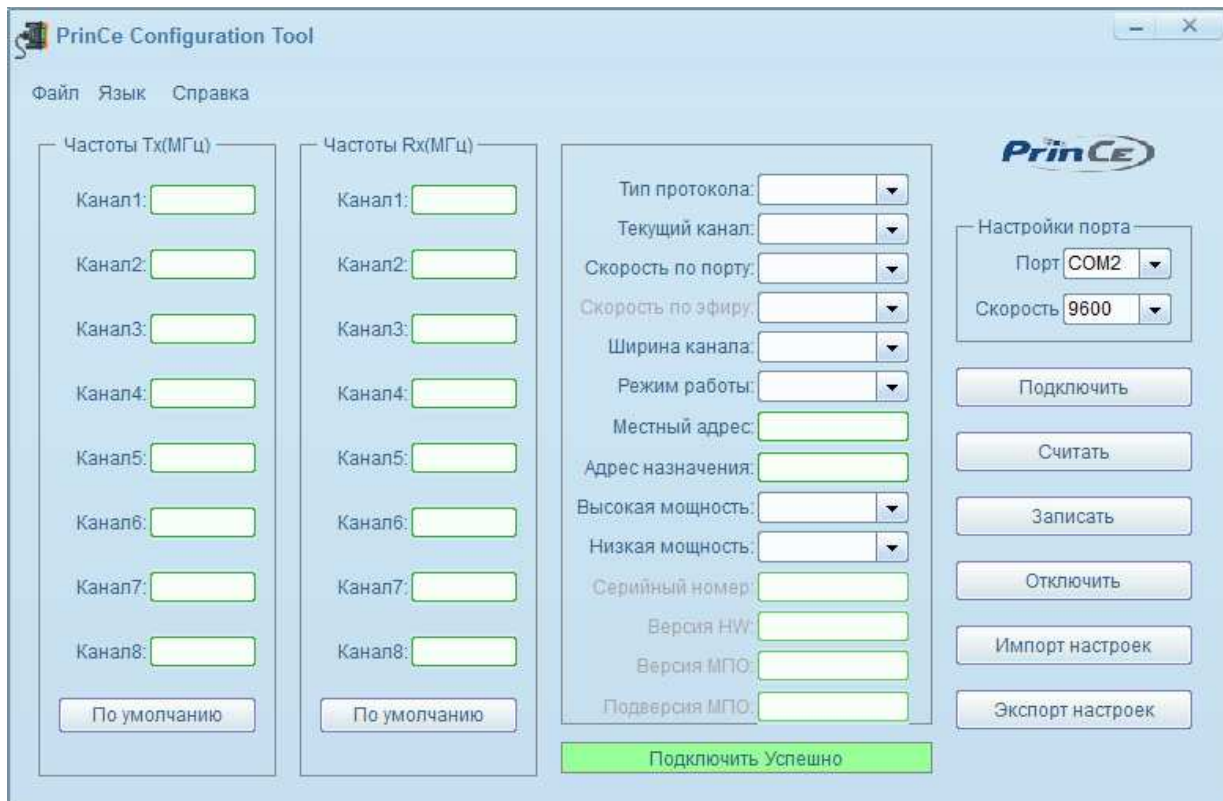 PrinCe Configuration Tool
Файл Язык Справка
Частоты Tx(МГц)
Канал1:
Канал2:
Канал3:
Канал4:
Канал5:
Канал6:
Канал7:
Канал8:
По умолчанию
Частоты Rx(МГц)
Канал1:
Канал2:
Канал3:
Канал4:
Канал5:
Канал6:
Канал7:
Канал8:
По умолчанию
Тип протокола:
Текущий канал:
Скорость по порту:
Скорость по эфиру:
Ширина канала:
Режим работы:
Местный адрес:
Адрес назначения:
Высокая мощность:
Низкая мощность:
Серийный номер:
Версия HW:
Версия МПО:
Подверсия МПО:
Подключить Успешно
PrinCe
Настройки порта
Порт COM2
Скорость 9600
Подключить
Считать
Записать
Отключить
Импорт настроек
Экспорт настроек